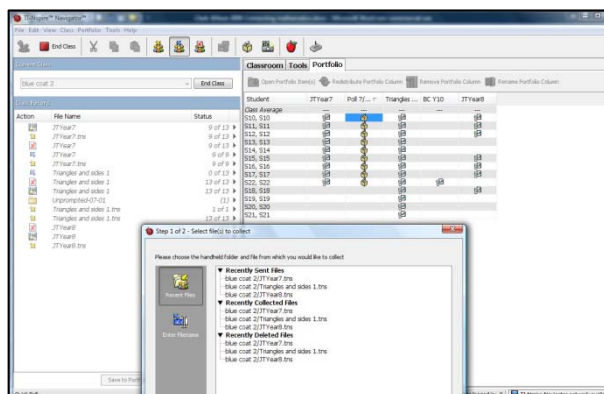 TI-Nspire™ Navigator™
File Edit View Class Portfolio Tools Help
End Class
Current Class
blue coat 2
End Class
Class Record
Action File Name Status
JTYear7 9 of 13
JTYear7.tns 9 of 13
JTYear7.tns 9 of 13
JTYear7 9 of 9
JTYear7.tns 9 of 9
Triangles and sides 1 0 of 13
Triangles and sides 1 13 of 13
Triangles and sides 1 13 of 13
Unprompted-07-01 (1)
Triangles and sides 1.tns 1 of 1
Triangles and sides 1.tns 13 of 13
JTYear8
JTYear8
JTYear8.tns
Classroom Tools Portfolio
Open Portfolio Item(s) Redistribute Portfolio Column Remove Portfolio Column Rename Portfolio Column
Student JTYear7 Poll 7/... Triangles ... BC Y10 JTYear8
Class Average --- --- --- --- ---
S10, S10
S11, S11
S12, S12
S13, S13
S14, S14
S15, S15
S16, S16
S17, S17
S22, S22
S18, S18
S19, S19
S20, S20
S21, S21
Step 1 of 2 - Select file(s) to collect
Please choose the handheld folder and file from which you would like to collect
Recent Files
Enter Filename
Recently Sent Files
blue coat 2/JTYear7.tns
blue coat 2/Triangles and sides 1.tns
blue coat 2/JTYear8.tns
Recently Collected Files
blue coat 2/JTYear7.tns
blue coat 2/Triangles and sides 1.tns
blue coat 2/JTYear8.tns
Recently Deleted Files
blue coat 2/JTYear7.tns
blue coat 2/Triangles and sides 1.tns
blue coat 2/JTYear8.tns